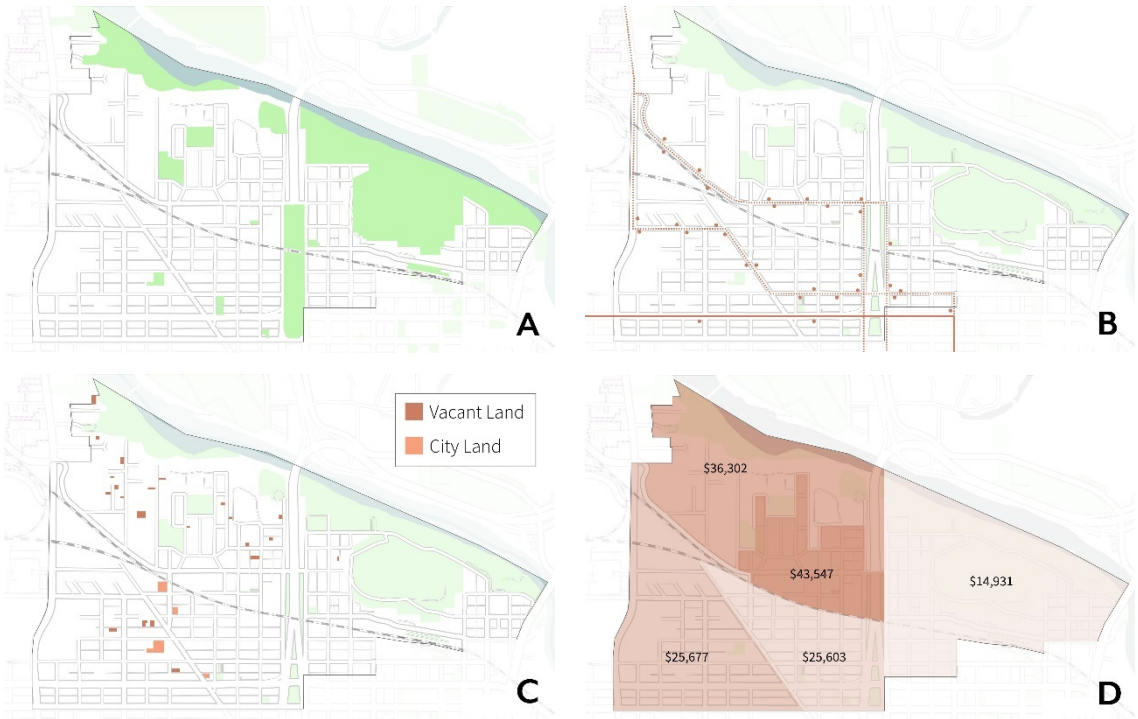 A
B
Vacant Land
City Land
C
$36,302
$43,547
$14,931
$25,677
$25,603
D